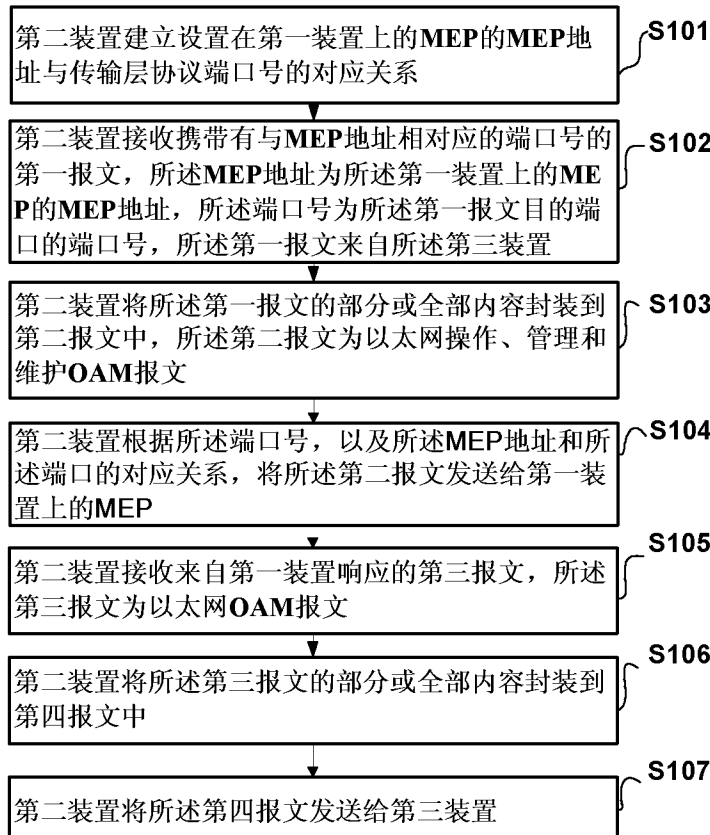 第二装置建立设置在第一装置上的MEP的MEP地
址与传输层协议端口号的对应关系
S101
第二装置接收携带有与MEP地址相对应的端口号的
第一报文，所述MEP地址为所述第一装置上的ME
P的MEP地址，所述端口号为所述第一报文目的端
口的端口号，所述第一报文来自所述第三装置
S102
第二装置将所述第一报文的部分或全部内容封装到
第二报文中，所述第二报文为以太网操作、管理和
维护OAM报文
S103
第二装置根据所述端口号，以及所述MEP地址和所
述端口的对应关系，将所述第二报文发送给第一装
置上的MEP
S104
第二装置接收来自第一装置响应的第三报文，所述
第三报文为以太网OAM报文
S105
第二装置将所述第三报文的部分或全部内容封装到
第四报文中
S106
第二装置将所述第四报文发送给第三装置
S107